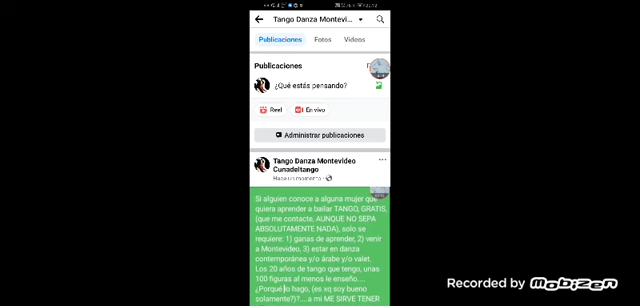 Tango Danza Montevid...
Publicaciones
Fotos
Videos
Publicaciones
¿Qué estás pensando?
Reel
En vivo
Administrar publicaciones
Tango Danza Montevideo
Cunadeltango
Hace un momento
Si alguien conoce a alguna mujer que
quiera aprender a bailar TANGO, GRATIS,
(que me contacte, AUNQUE NO SEPA
ABSOLUTAMENTE NADA), solo se
requiere: 1) ganas de aprender, 2) venir
a Montevideo, 3) estar en danza
contemporánea y/o árabe y/o valet.
Los 20 años de tango que tengo, unas
100 figuras al menos le enseño....
¿Porqué lo hago, (es xq soy bueno
solamente?)?....a mi ME SIRVE TENER
Recorded by MOBIZEN